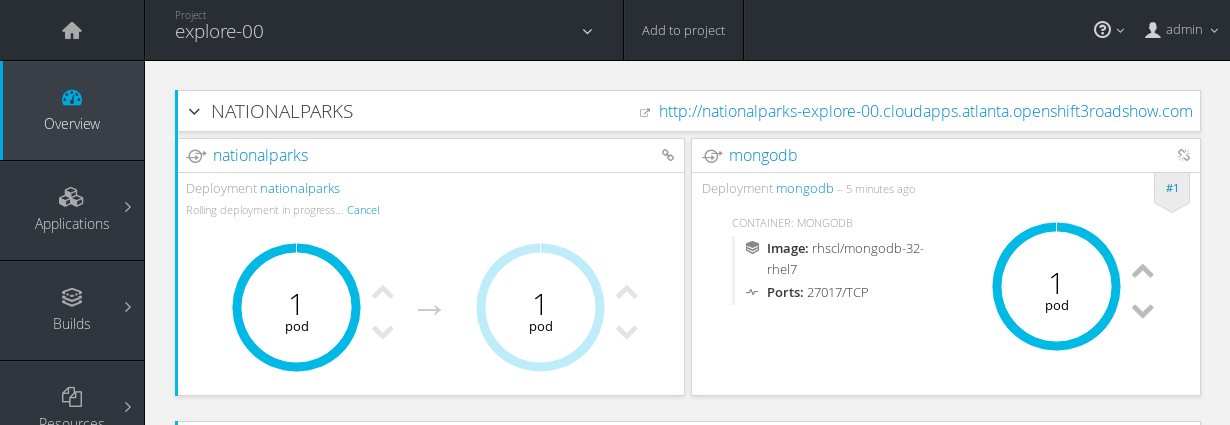 Project
explore-00
Add to project
admin
Overview
Applications
Builds
Resources
NATIONALPARKS
http://nationalparks-explore-00.cloudapps.atlanta.openshift3roadshow.com
nationalparks
Deployment nationalparks
Rolling deployment in progress... Cancel
1
pod
1
pod
mongodb
Deployment mongodb – 5 minutes ago
#1
CONTAINER: MONGODB
Image: rhscl/mongodb-32-
rhel7
Ports: 27017/TCP
1
pod